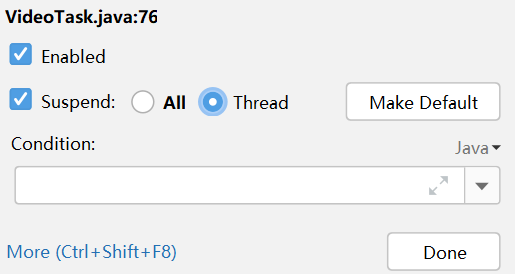 VideoTask.java:76
Enabled
Suspend: All Thread Make Default
Condition: Java
More (Ctrl+Shift+F8) Done